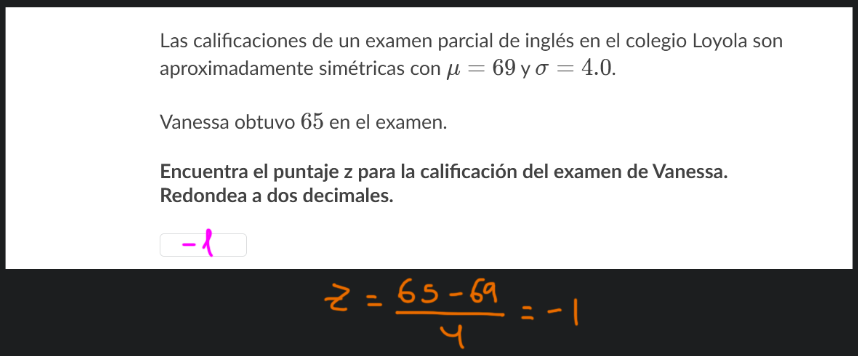 Las calificaciones de un examen parcial de inglés en el colegio Loyola son
aproximadamente simétricas con μ = 69 y σ = 4.0.
Vanessa obtuvo 65 en el examen.
Encuentra el puntaje z para la calificación del examen de Vanessa.
Redondea a dos decimales.
-1
z = \frac{65-69}{4} = -1